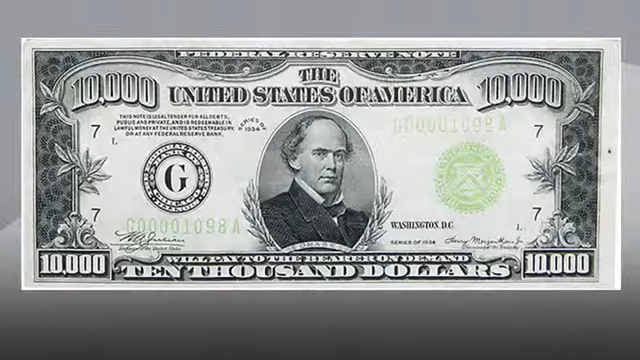 FEDERAL RESERVE NOTE
10,000 THE 10,000
UNITED STATES OF AMERICA
THIS NOTE IS LEGAL TENDER FOR ALL DEBTS,
PUBLIC AND PRIVATE, AND IS REDEEMABLE IN
LAWFUL MONEY AT THE UNITED STATES TREASURY,
OR AT ANY FEDERAL RESERVE BANK.
SERIES OF 1934
G00001098 A
7 7
L
G
7 7
G00001098 A
WASHINGTON, D.C.
L
SERIES OF 1934
WILL PAY TO THE BEARER ON DEMAND
10,000 TEN THOUSAND DOLLARS 10,000